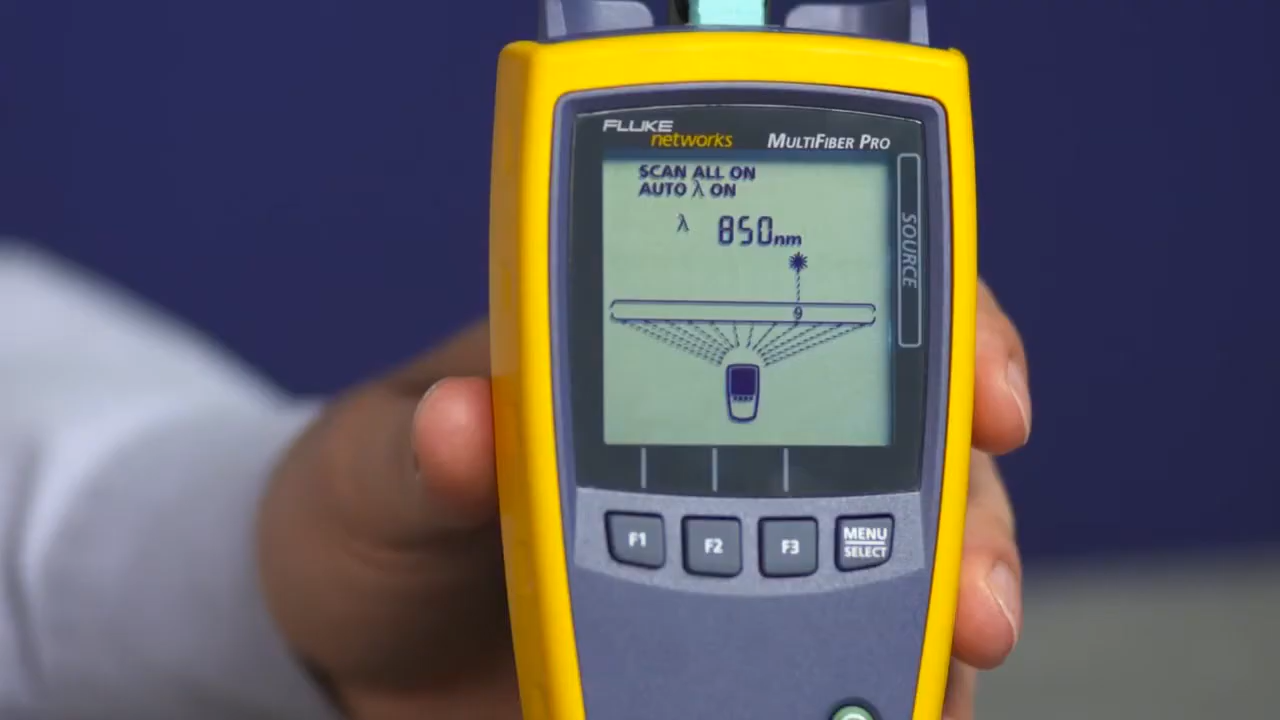 FLUKE
networks
MULTIFIBER PRO
SCAN ALL ON
AUTO λ ON
λ 850nm
9
SOURCE
F1
F2
F3
MENU
SELECT